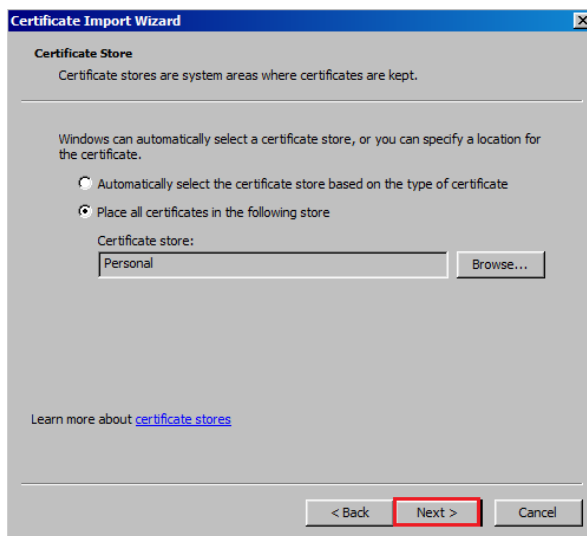 Certificate Import Wizard
Certificate Store
Certificate stores are system areas where certificates are kept.
Windows can automatically select a certificate store, or you can specify a location for
the certificate.
Automatically select the certificate store based on the type of certificate
Place all certificates in the following store
Certificate store:
Personal
Browse...
Learn more about certificate stores
< Back
Next >
Cancel